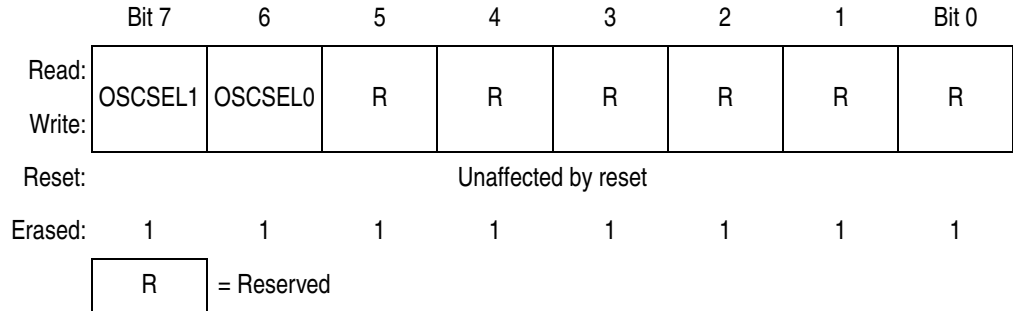 Bit 7 6 5 4 3 2 1 Bit 0
Read:
OSCSEL1 OSCSEL0 R R R R R R
Write:
Reset: Unaffected by reset
Erased: 1 1 1 1 1 1 1 1
R = Reserved